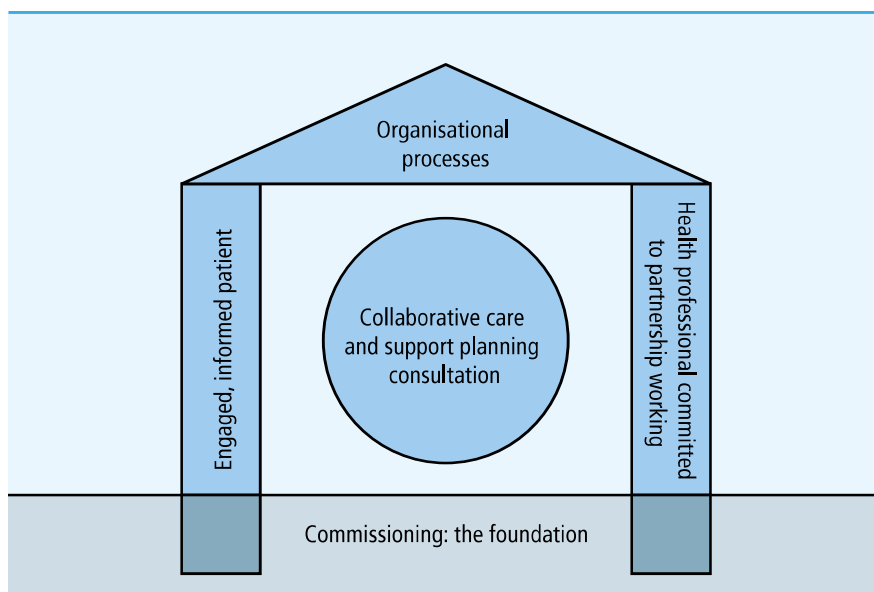 Organisational
processes
Engaged, informed patient
Collaborative care
and support planning
consultation
Health professional committed
to partnership working
Commissioning: the foundation